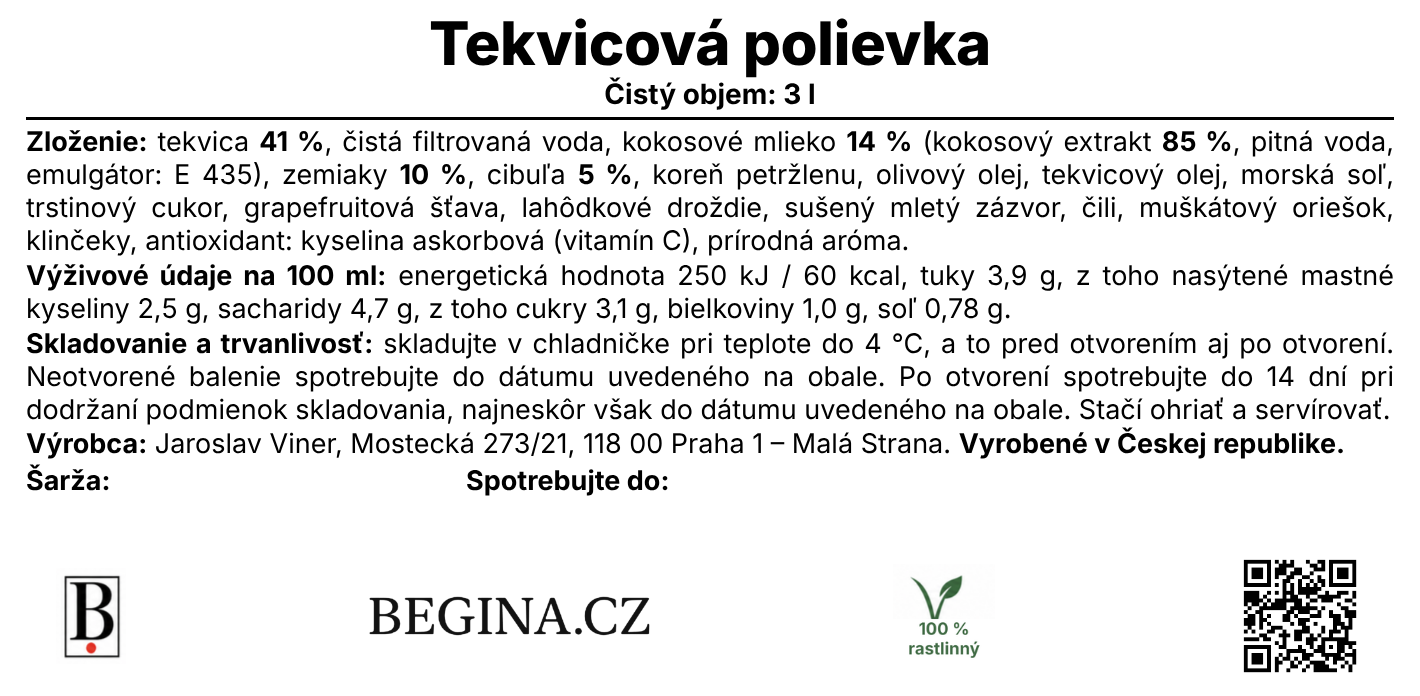 Tekvicová polievka
Čistý objem: 3 l
Zloženie: tekvica 41 %, čistá filtrovaná voda, kokosové mlieko 14 % (kokosový extrakt 85 %, pitná voda,
emulgátor: E 435), zemiaky 10 %, cibuľa 5 %, koreň petržlenu, olivový olej, tekvicový olej, morská soľ,
trstinový cukor, grapefruitová šťava, lahôdkové droždie, sušený mletý zázvor, čili, muškátový oriešok,
klinčeky, antioxidant: kyselina askorbová (vitamín C), prírodná aróma.
Výživové údaje na 100 ml: energetická hodnota 250 kJ / 60 kcal, tuky 3,9 g, z toho nasýtené mastné
kyseliny 2,5 g, sacharidy 4,7 g, z toho cukry 3,1 g, bielkoviny 1,0 g, soľ 0,78 g.
Skladovanie a trvanlivosť: skladujte v chladničke pri teplote do 4 °C, a to pred otvorením aj po otvorení.
Neotvorené balenie spotrebujte do dátumu uvedeného na obale. Po otvorení spotrebujte do 14 dní pri
dodržaní podmienok skladovania, najneskôr však do dátumu uvedeného na obale. Stačí ohriať a servírovať.
Výrobca: Jaroslav Viner, Mostecká 273/21, 118 00 Praha 1 – Malá Strana. Vyrobené v Českej republike.
Šarža: Spotrebujte do:
B
BEGINA.CZ
100 %
rastlinný